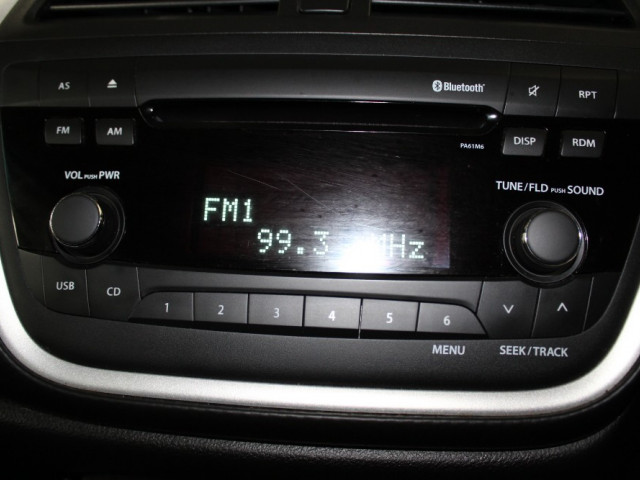 AS
Bluetooth
RPT
FM
AM
PA61M6
DISP
RDM
VOL PUSH PWR
TUNE/FLD PUSH SOUND
FM1
99.3 MHz
USB
CD
1 2 3 4 5 6
MENU
SEEK/TRACK